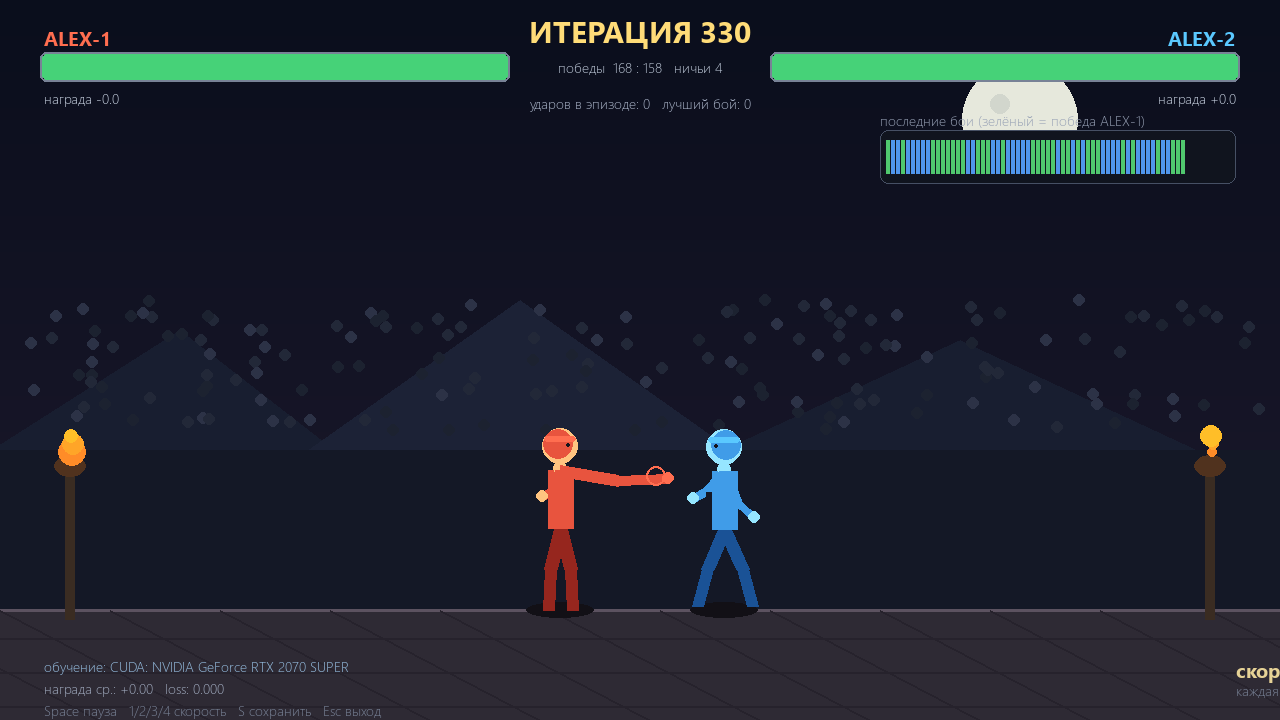 ALEX-1
ИТЕРАЦИЯ 330
ALEX-2
победы 168 : 158 ничьи 4
награда -0.0
ударов в эпизоде: 0 лучший бой: 0
награда +0.0
последние бои (зелёный = победа ALEX-1)
обучение: CUDA: NVIDIA GeForce RTX 2070 SUPER
награда ср.: +0.00 loss: 0.000
Space пауза 1/2/3/4 скорость S сохранить Esc выход
скор
каждая